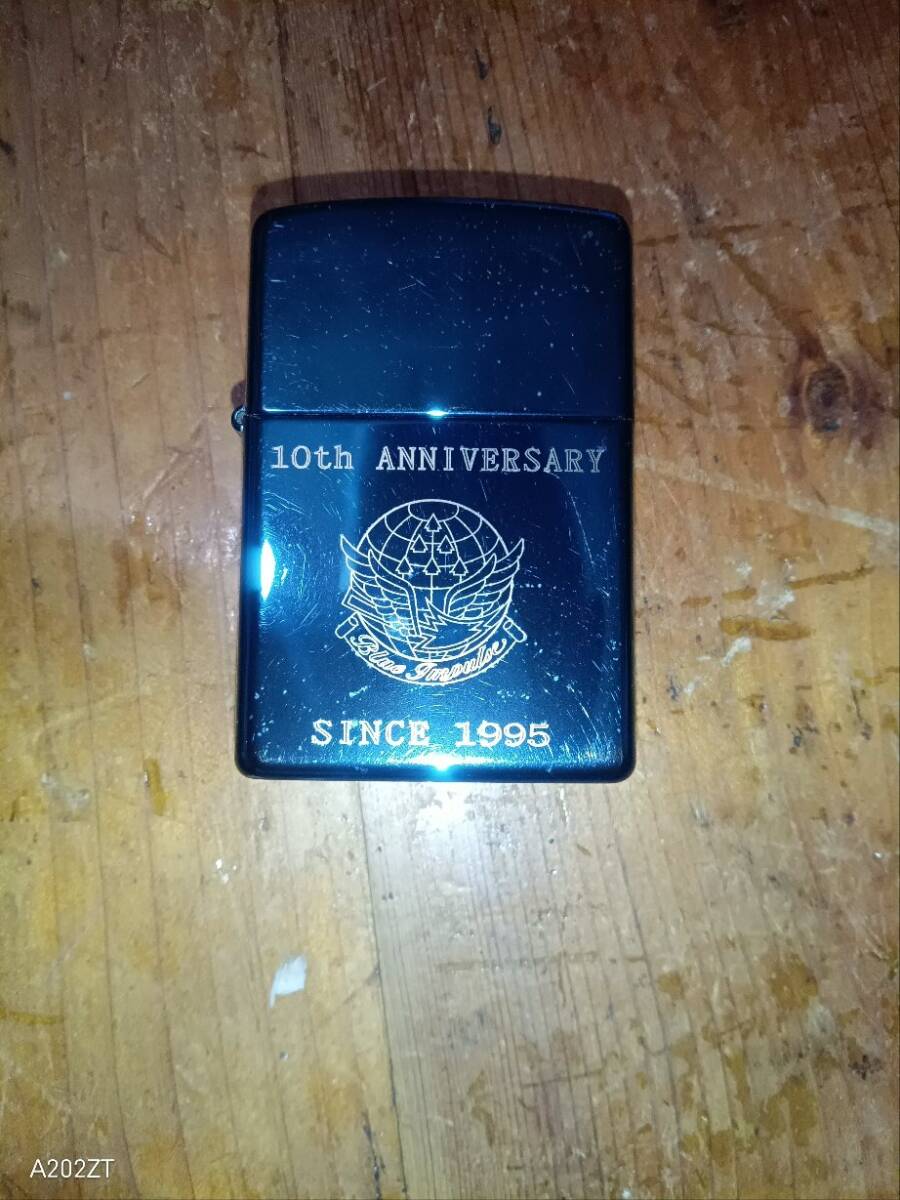 10th ANNIVERSARY
Blue Impulse
SINCE 1995
A202ZT